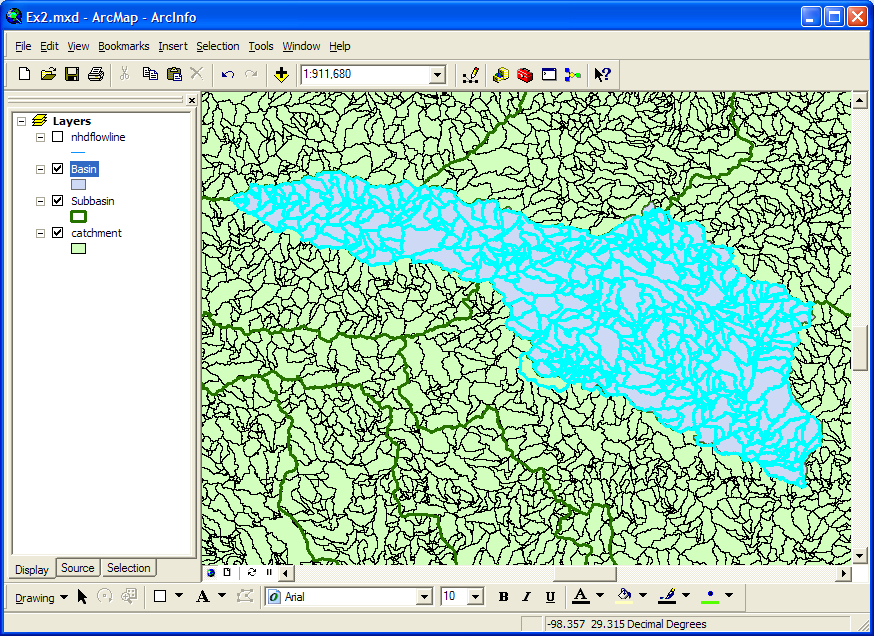 Ex2.mxd - ArcMap - ArcInfo
File Edit View Bookmarks Insert Selection Tools Window Help
1:911,680
Layers
nhdflowline
Basin
Subbasin
catchment
Display Source Selection
Drawing A Arial 10 B I U A
-98.357 29.315 Decimal Degrees